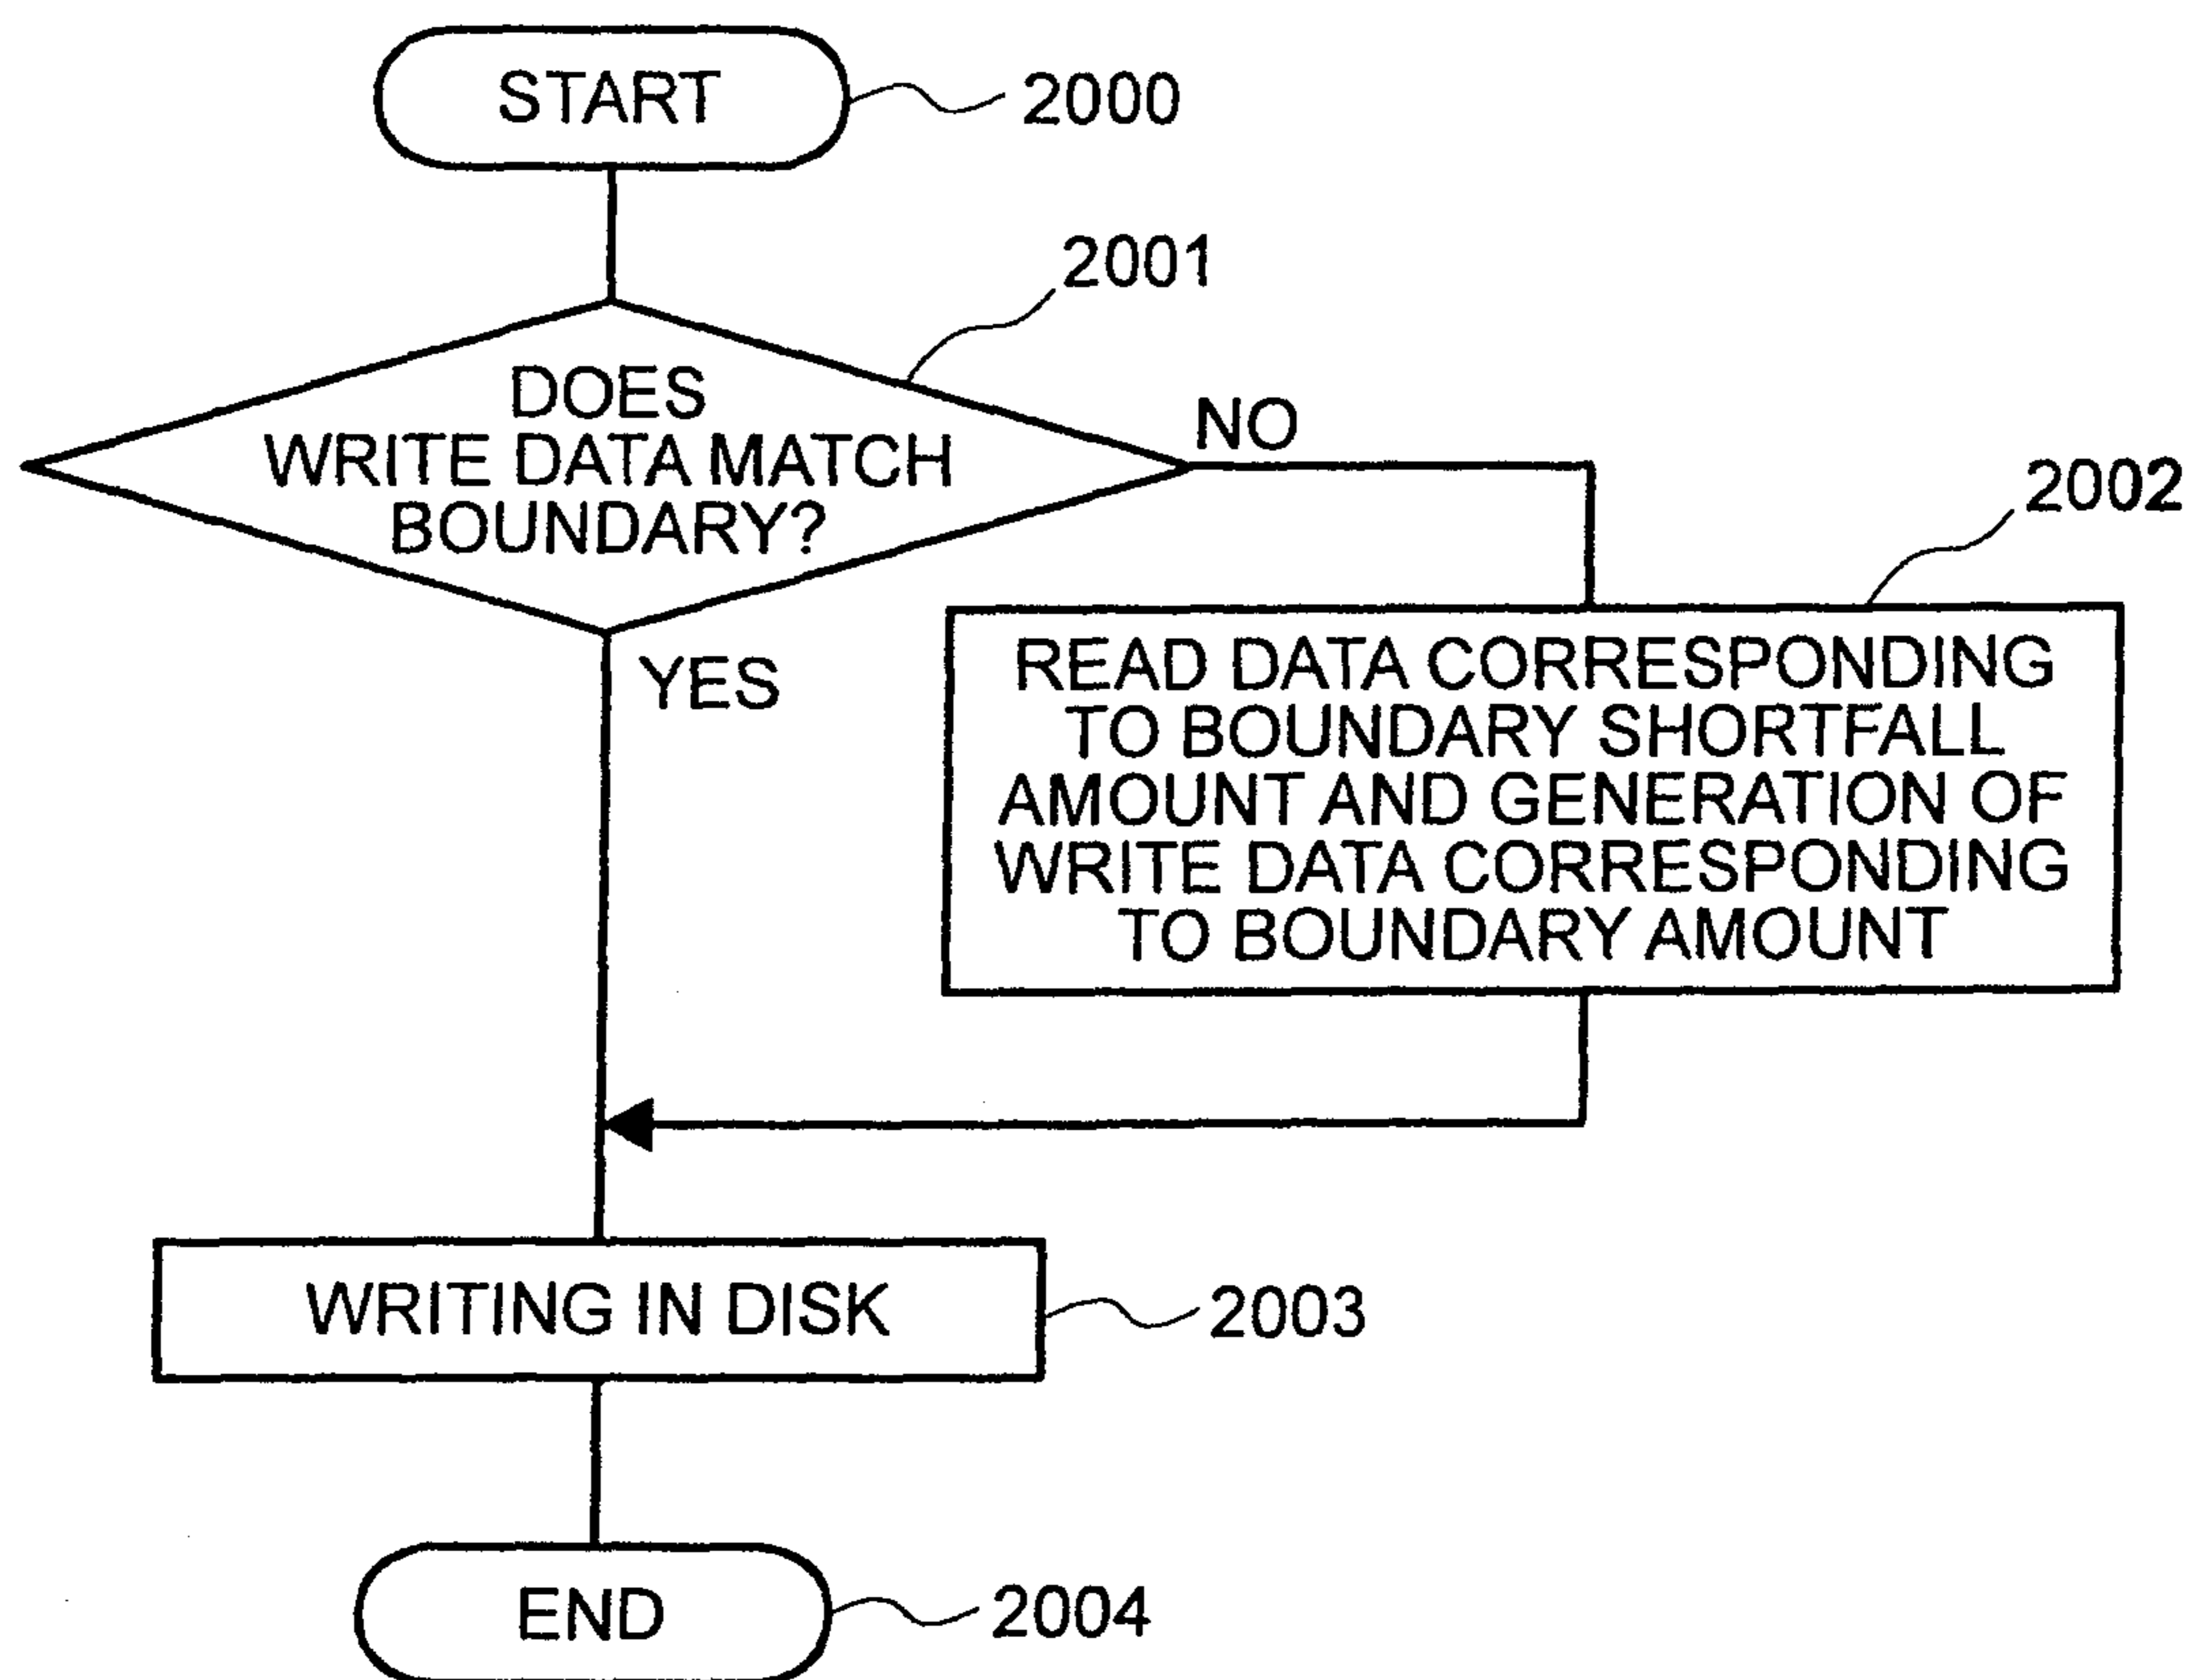 START
2000
2001
DOES
WRITE DATA MATCH
BOUNDARY?
NO
2002
YES
READ DATA CORRESPONDING
TO BOUNDARY SHORTFALL
AMOUNT AND GENERATION OF
WRITE DATA CORRESPONDING
TO BOUNDARY AMOUNT
WRITING IN DISK
2003
END
2004